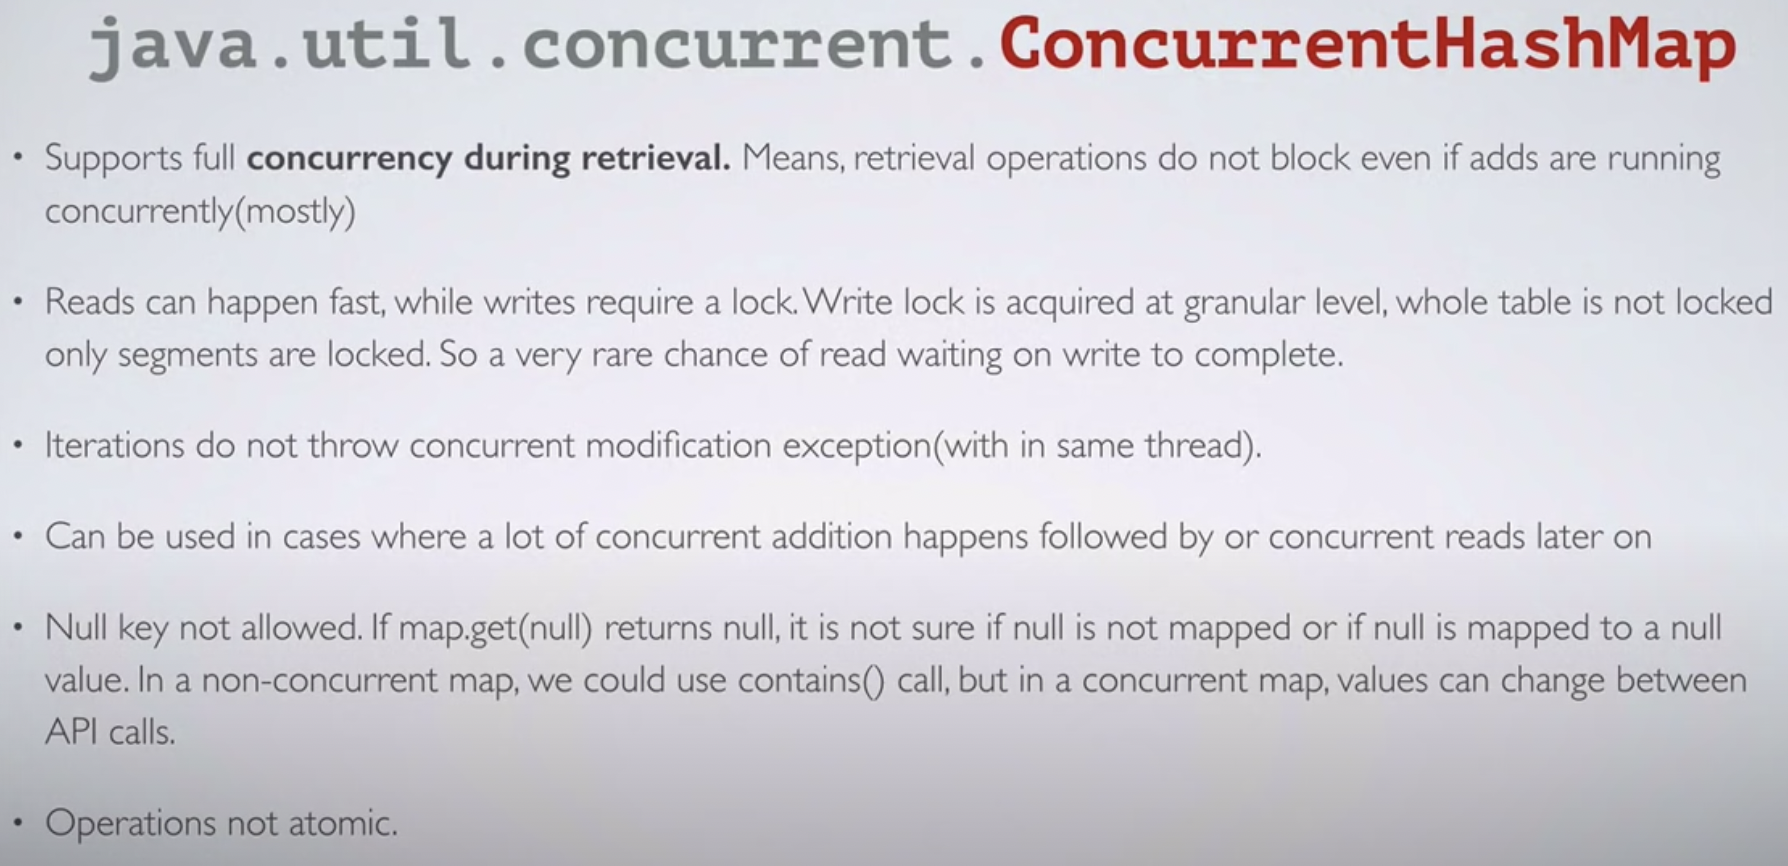 java.util.concurrent.ConcurrentHashMap
• Supports full concurrency during retrieval. Means, retrieval operations do not block even if adds are running
concurrently(mostly)
• Reads can happen fast, while writes require a lock. Write lock is acquired at granular level, whole table is not locked
only segments are locked. So a very rare chance of read waiting on write to complete.
• Iterations do not throw concurrent modification exception(with in same thread).
• Can be used in cases where a lot of concurrent addition happens followed by or concurrent reads later on
• Null key not allowed. If map.get(null) returns null, it is not sure if null is not mapped or if null is mapped to a null
value. In a non-concurrent map, we could use contains() call, but in a concurrent map, values can change between
API calls.
• Operations not atomic.